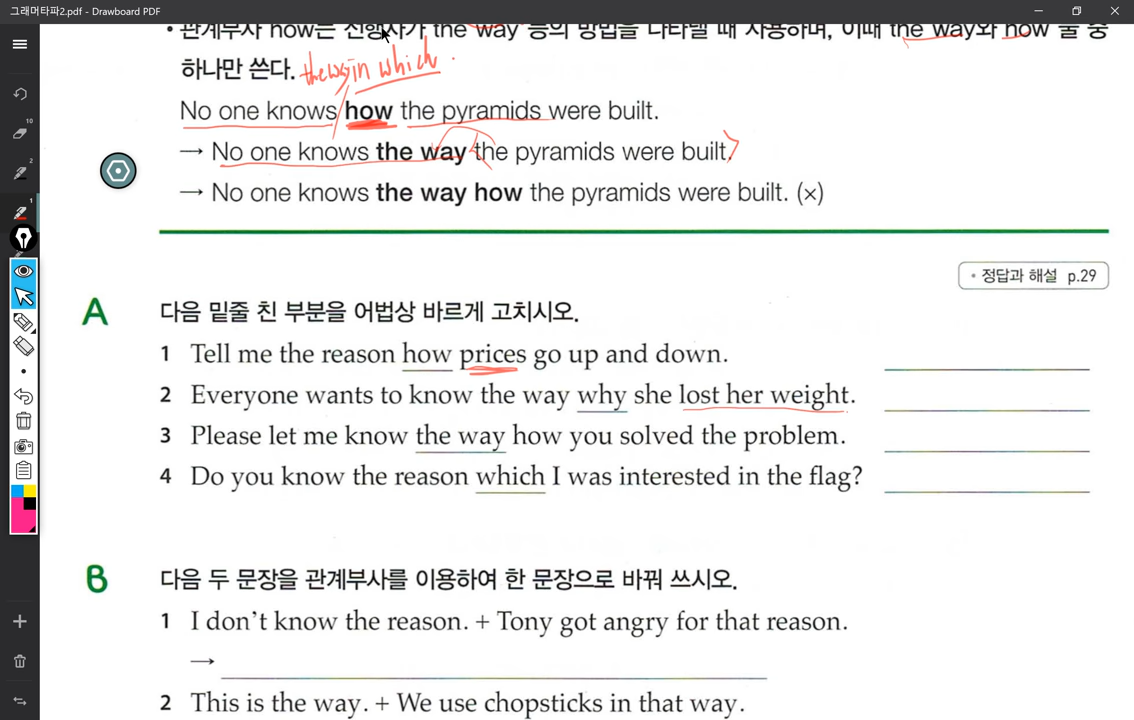 그래머타파2.pdf - Drawboard PDF
• 관계부사 how는 선행사가 the way 등의 방법을 나타낼 때 사용하며, 이때 the way와 how 둘 중
하나만 쓴다. the way in which
No one knows how the pyramids were built.
→ No one knows the way the pyramids were built.
→ No one knows the way how the pyramids were built. (×)
• 정답과 해설 p.29
A 다음 밑줄 친 부분을 어법상 바르게 고치시오.
1 Tell me the reason how prices go up and down.
2 Everyone wants to know the way why she lost her weight.
3 Please let me know the way how you solved the problem.
4 Do you know the reason which I was interested in the flag?
B 다음 두 문장을 관계부사를 이용하여 한 문장으로 바꿔 쓰시오.
1 I don't know the reason. + Tony got angry for that reason.
→
2 This is the way. + We use chopsticks in that way.
10
2
1